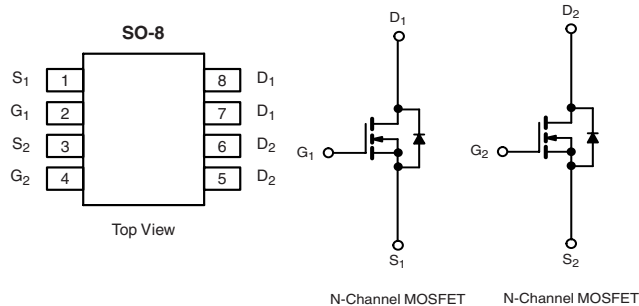 SO-8
S1 1 8 D1
G1 2 7 D1
S2 3 6 D2
G2 4 5 D2
Top View
D1
G1
S1
N-Channel MOSFET
D2
G2
S2
N-Channel MOSFET